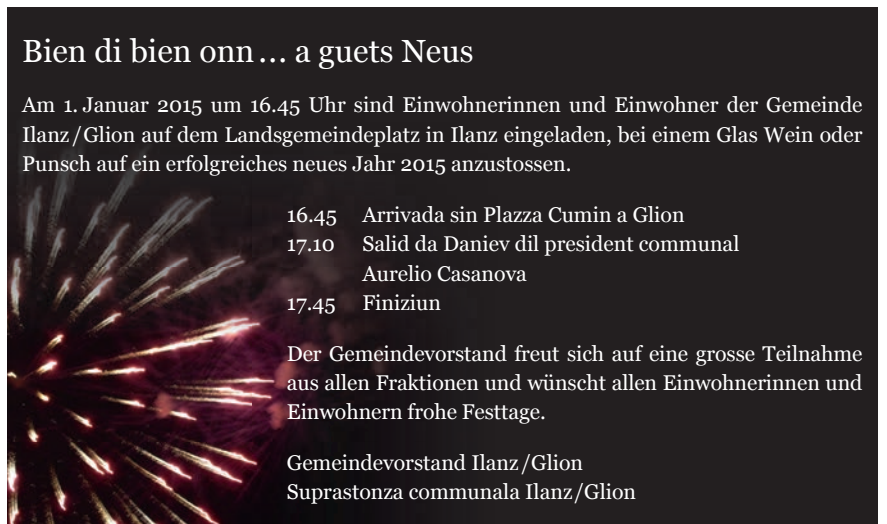 Bien di bien onn ... a guets Neus
Am 1. Januar 2015 um 16.45 Uhr sind Einwohnerinnen und Einwohner der Gemeinde
Ilanz/Glion auf dem Landsgemeindeplatz in Ilanz eingeladen, bei einem Glas Wein oder
Punsch auf ein erfolgreiches neues Jahr 2015 anzustossen.
16.45 Arrivada sin Plazza Cumin a Glion
17.10 Salid da Daniev dil president communal
Aurelio Casanova
17.45 Finiziun
Der Gemeindevorstand freut sich auf eine grosse Teilnahme
aus allen Fraktionen und wünscht allen Einwohnerinnen und
Einwohnern frohe Festtage.
Gemeindevorstand Ilanz/Glion
Suprastonza communala Ilanz/Glion